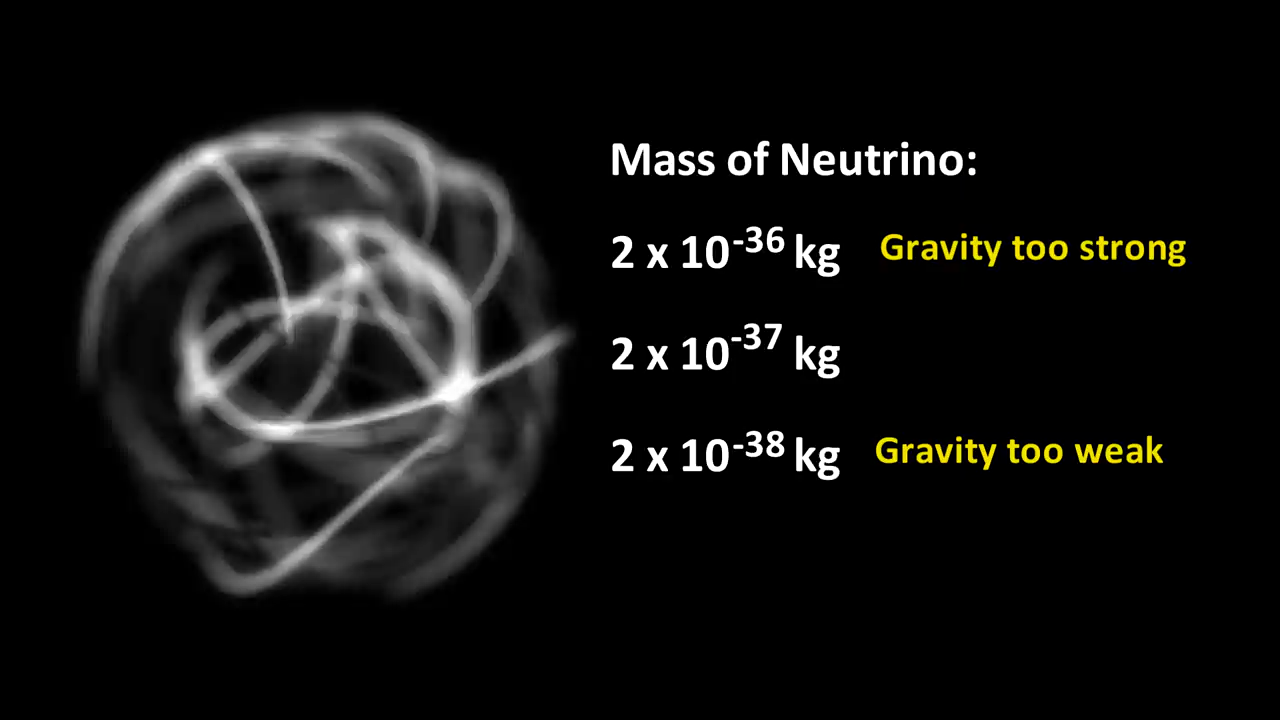 Mass of Neutrino:
2 x 10⁻³⁶ kg Gravity too strong
2 x 10⁻³⁷ kg
2 x 10⁻³⁸ kg Gravity too weak